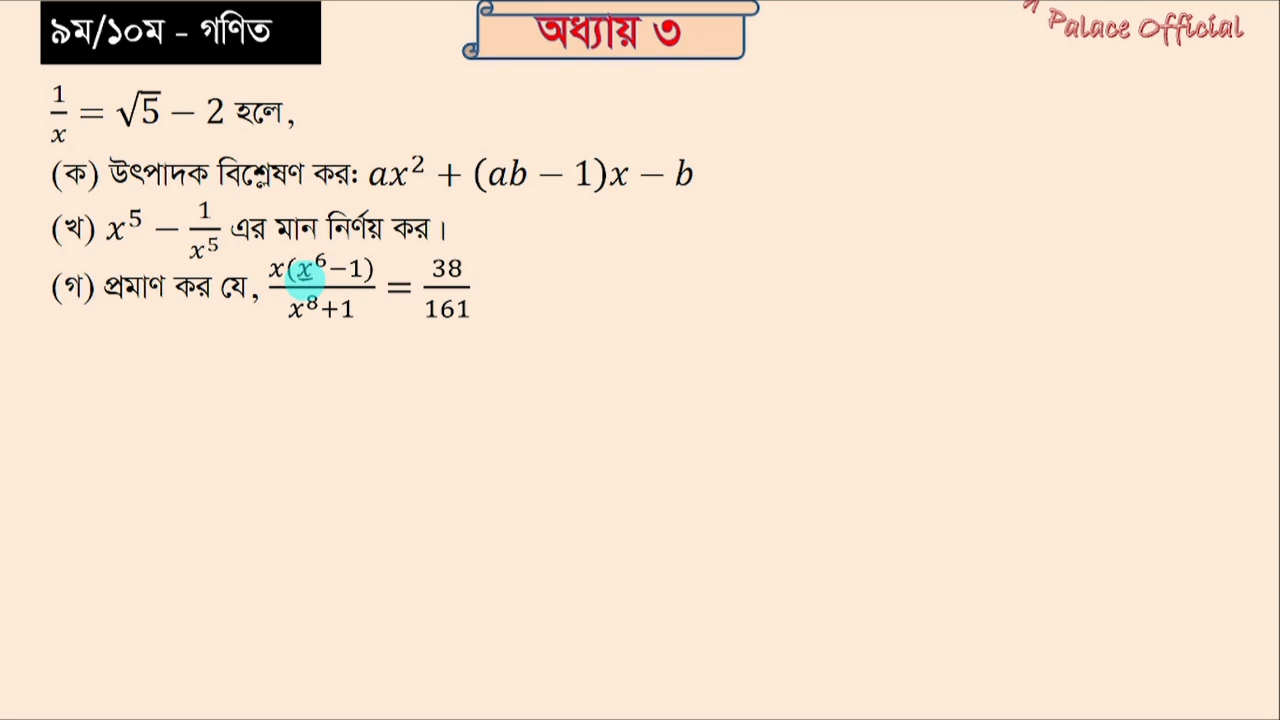 ৯ম/১০ম - গণিত
অধ্যায় ৩
Palace Official
1/x = √5 − 2 হলে,
(ক) উৎপাদক বিশ্লেষণ কর: ax² + (ab − 1)x − b
(খ) x⁵ − 1/x⁵ এর মান নির্ণয় কর।
(গ) প্রমাণ কর যে, x(x⁶−1)/x⁸+1 = 38/161